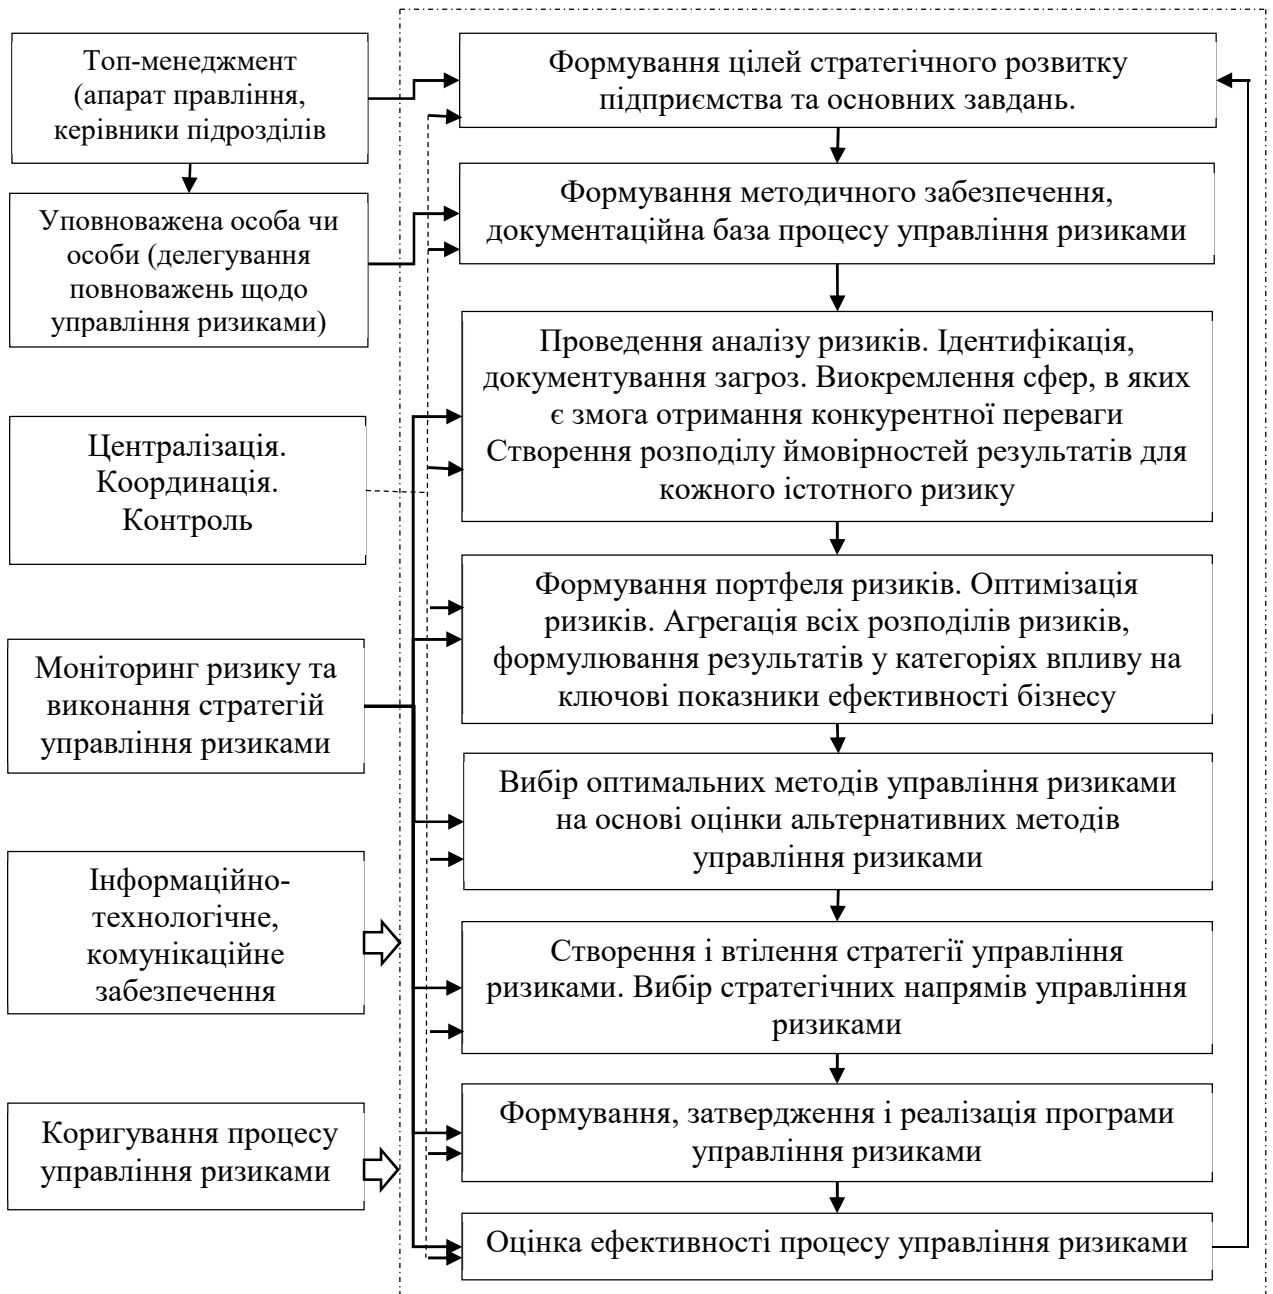 Топ-менеджмент
(апарат правління,
керівники підрозділів
Уповноважена особа чи
особи (делегування
повноважень щодо
управління ризиками)
Централізація.
Координація.
Контроль
Моніторинг ризику та
виконання стратегій
управління ризиками
Інформаційно-
технологічне,
комунікаційне
забезпечення
Коригування процесу
управління ризиками
Формування цілей стратегічного розвитку
підприємства та основних завдань.
Формування методичного забезпечення,
документаційна база процесу управління ризиками
Проведення аналізу ризиків. Ідентифікація,
документування загроз. Виокремлення сфер, в яких
є змога отримання конкурентної переваги
Створення розподілу ймовірностей результатів для
кожного істотного ризику
Формування портфеля ризиків. Оптимізація
ризиків. Агрегація всіх розподілів ризиків,
формулювання результатів у категоріях впливу на
ключові показники ефективності бізнесу
Вибір оптимальних методів управління ризиками
на основі оцінки альтернативних методів
управління ризиками
Створення і втілення стратегії управління
ризиками. Вибір стратегічних напрямів управління
ризиками
Формування, затвердження і реалізація програми
управління ризиками
Оцінка ефективності процесу управління ризиками